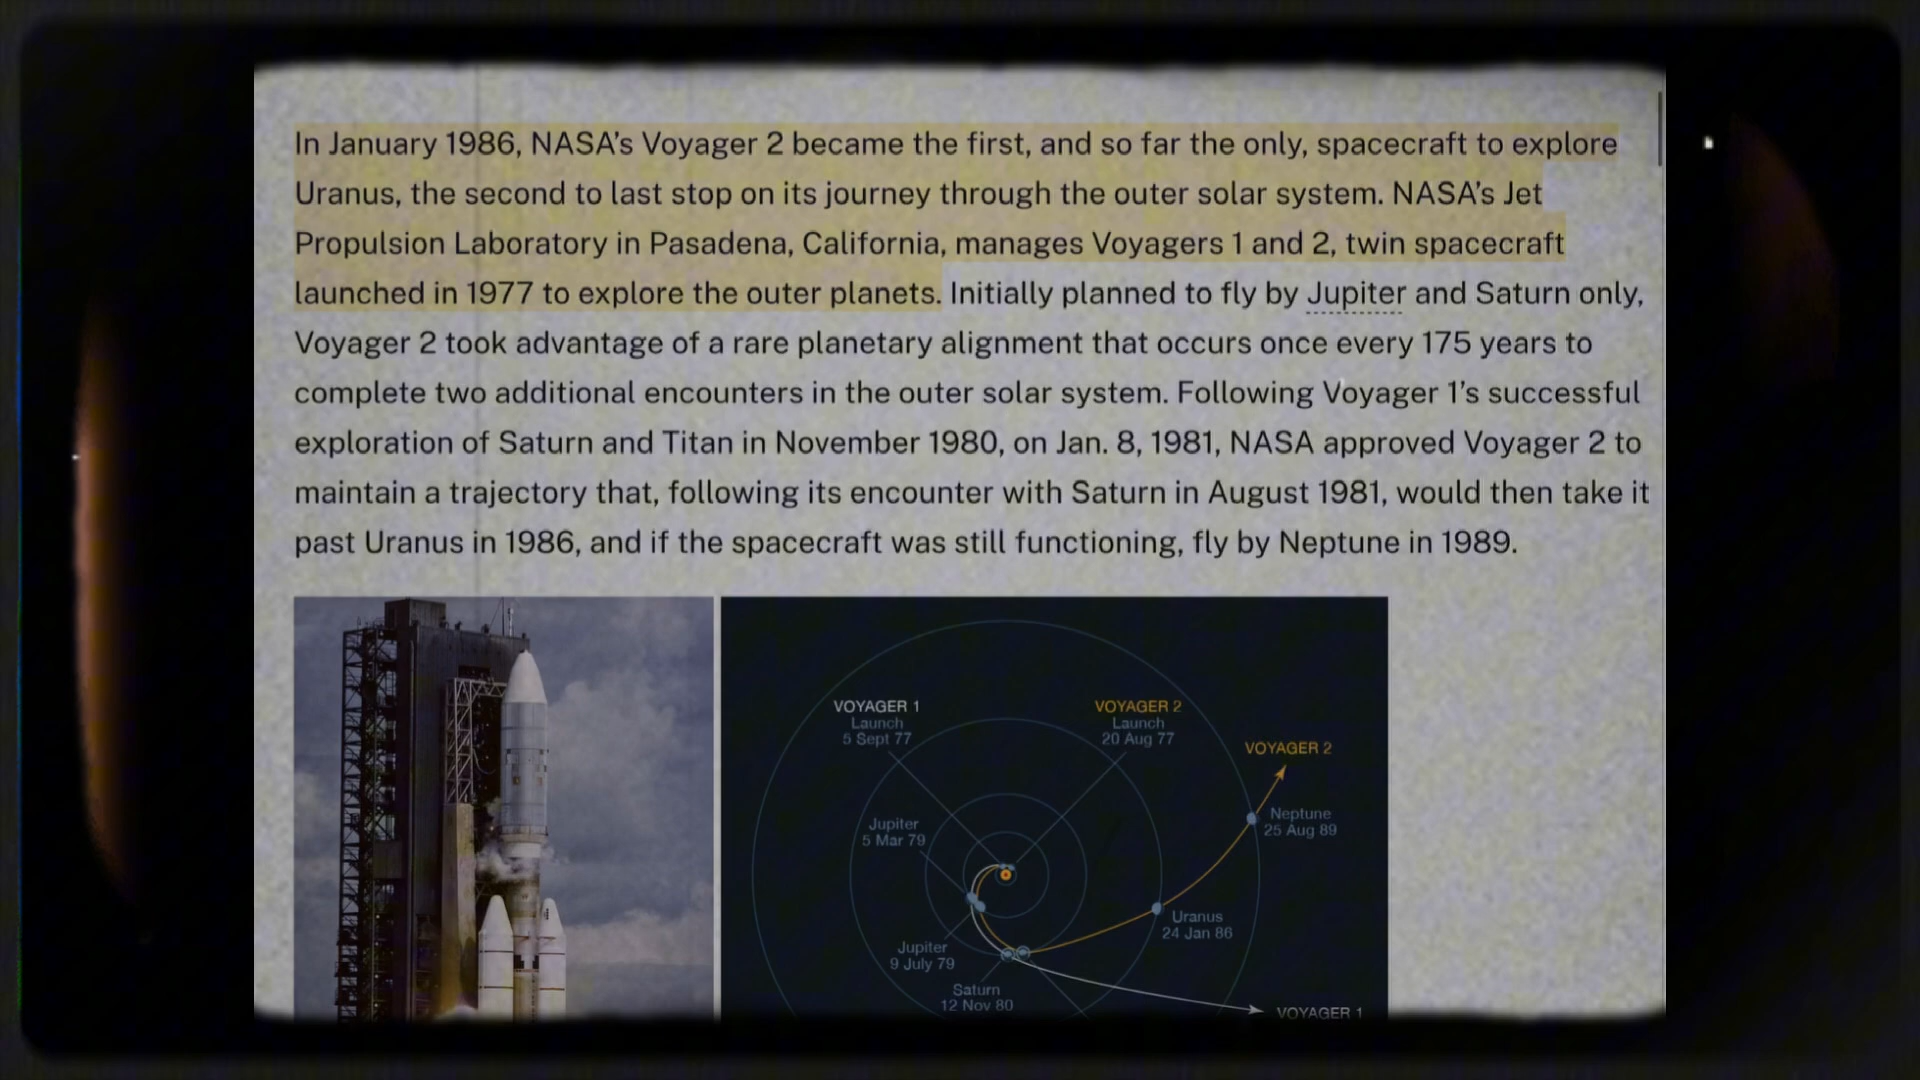 In January 1986, NASA’s Voyager 2 became the first, and so far the only, spacecraft to explore
Uranus, the second to last stop on its journey through the outer solar system. NASA’s Jet
Propulsion Laboratory in Pasadena, California, manages Voyagers 1 and 2, twin spacecraft
launched in 1977 to explore the outer planets. Initially planned to fly by Jupiter and Saturn only,
Voyager 2 took advantage of a rare planetary alignment that occurs once every 175 years to
complete two additional encounters in the outer solar system. Following Voyager 1’s successful
exploration of Saturn and Titan in November 1980, on Jan. 8, 1981, NASA approved Voyager 2 to
maintain a trajectory that, following its encounter with Saturn in August 1981, would then take it
past Uranus in 1986, and if the spacecraft was still functioning, fly by Neptune in 1989.
VOYAGER 1
Launch
5 Sept 77
VOYAGER 2
Launch
20 Aug 77
VOYAGER 2
Neptune
25 Aug 89
Jupiter
5 Mar 79
Uranus
24 Jan 86
Jupiter
9 July 79
Saturn
12 Nov 80
VOYAGER 1